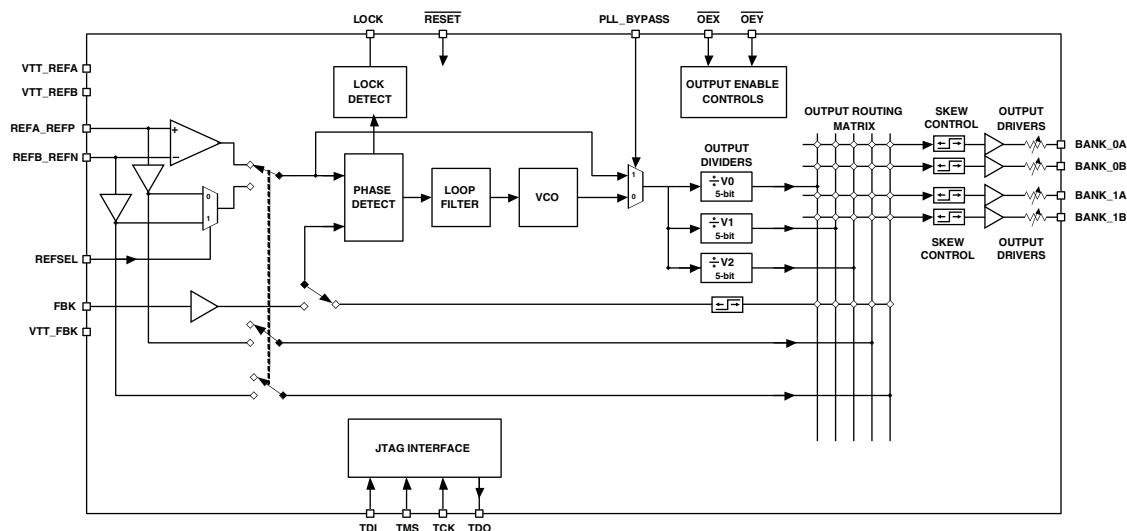 LOCK
RESET
PLL_BYPASS
OEX
OEY
VTT_REFA
VTT_REFB
REFA_REFP
REFB_REFN
REFSEL
FBK
VTT_FBK
LOCK
DETECT
OUTPUT ENABLE
CONTROLS
OUTPUT ROUTING
MATRIX
SKEW
CONTROL
OUTPUT
DRIVERS
+
–
0
1
PHASE
DETECT
LOOP
FILTER
VCO
1
0
OUTPUT
DIVIDERS
÷V0
5-bit
÷V1
5-bit
÷V2
5-bit
BANK_0A
BANK_0B
BANK_1A
BANK_1B
SKEW
CONTROL
OUTPUT
DRIVERS
JTAG INTERFACE
TDI
TMS
TCK
TDO